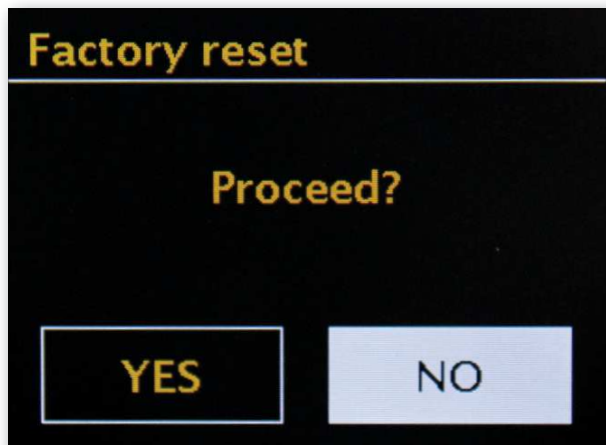 Factory reset
Proceed?
YES
NO